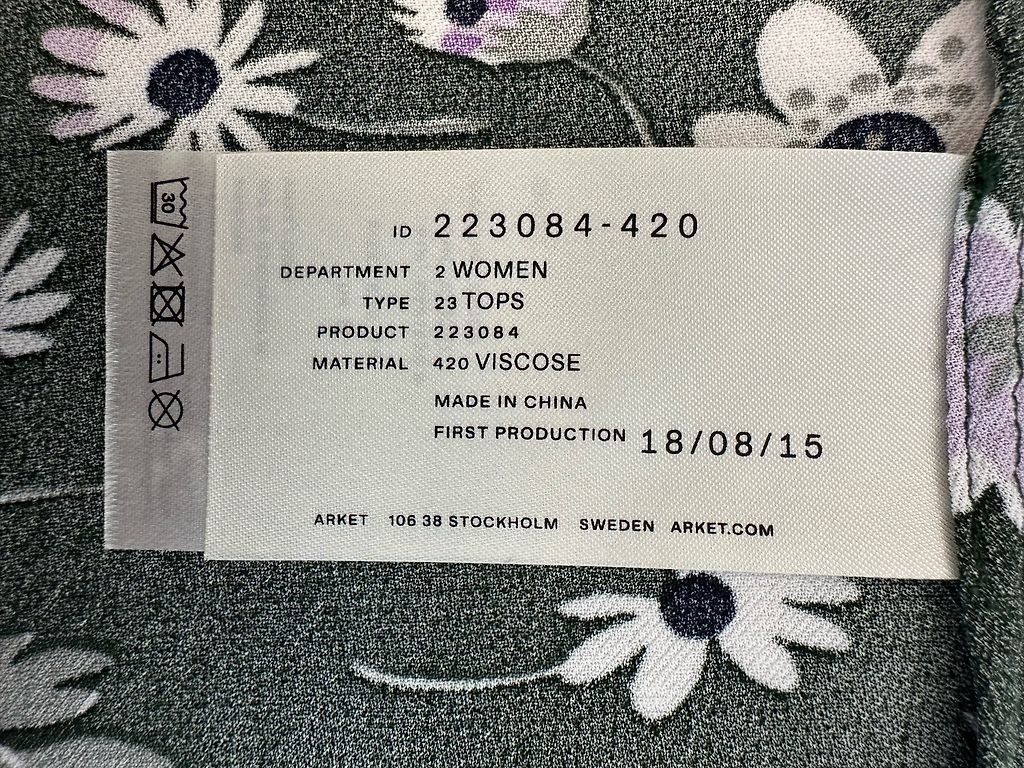 30
ID 223084-420
DEPARTMENT 2 WOMEN
TYPE 23 TOPS
PRODUCT 223084
MATERIAL 420 VISCOSE
MADE IN CHINA
FIRST PRODUCTION 18/08/15
ARKET 106 38 STOCKHOLM SWEDEN ARKET.COM